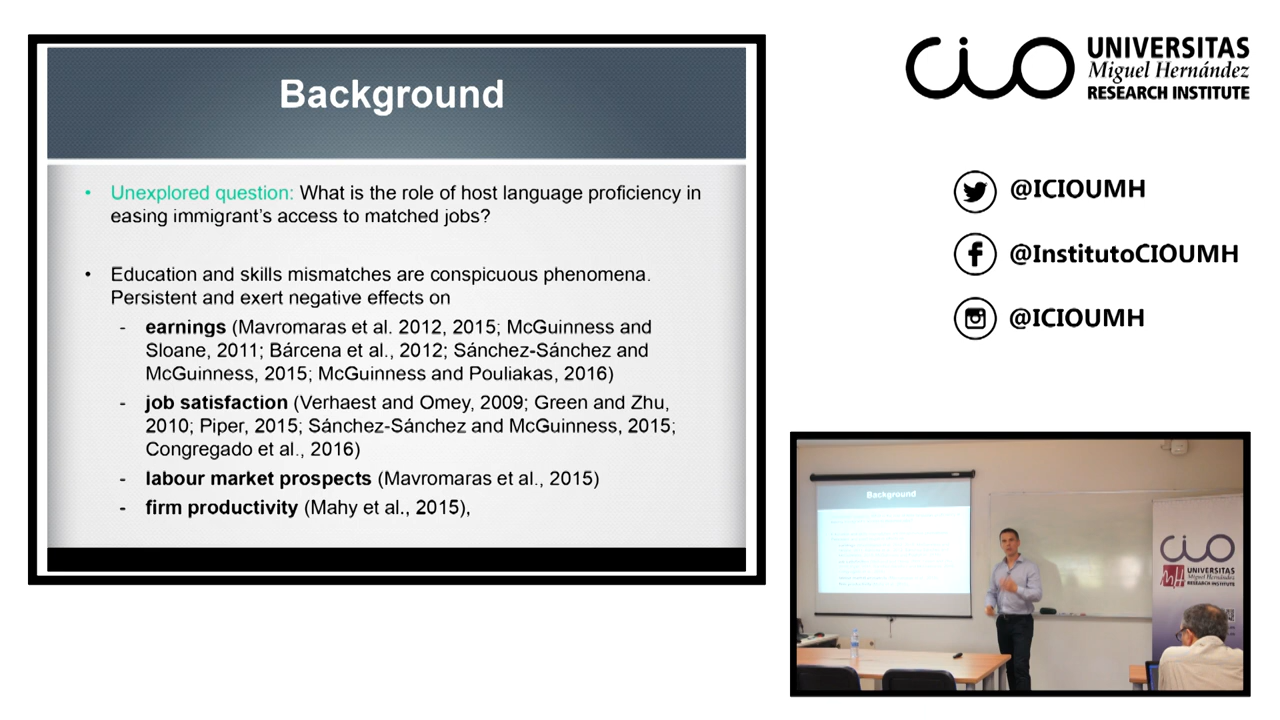 Background
• Unexplored question: What is the role of host language proficiency in
easing immigrant's access to matched jobs?
• Education and skills mismatches are conspicuous phenomena.
Persistent and exert negative effects on
- earnings (Mavromaras et al. 2012, 2015; McGuinness and
Sloane, 2011; Bárcena et al., 2012; Sánchez-Sánchez and
McGuinness, 2015; McGuinness and Pouliakas, 2016)
- job satisfaction (Verhaest and Omey, 2009; Green and Zhu,
2010; Piper, 2015; Sánchez-Sánchez and McGuinness, 2015;
Congregado et al., 2016)
- labour market prospects (Mavromaras et al., 2015)
- firm productivity (Mahy et al., 2015),
cio
UNIVERSITAS
Miguel Hernández
RESEARCH INSTITUTE
@ICIOUMH
@InstitutoCIOUMH
@ICIOUMH
Background
cio
MH
UNIVERSITAS
Miguel Hernández
RESEARCH INSTITUTE